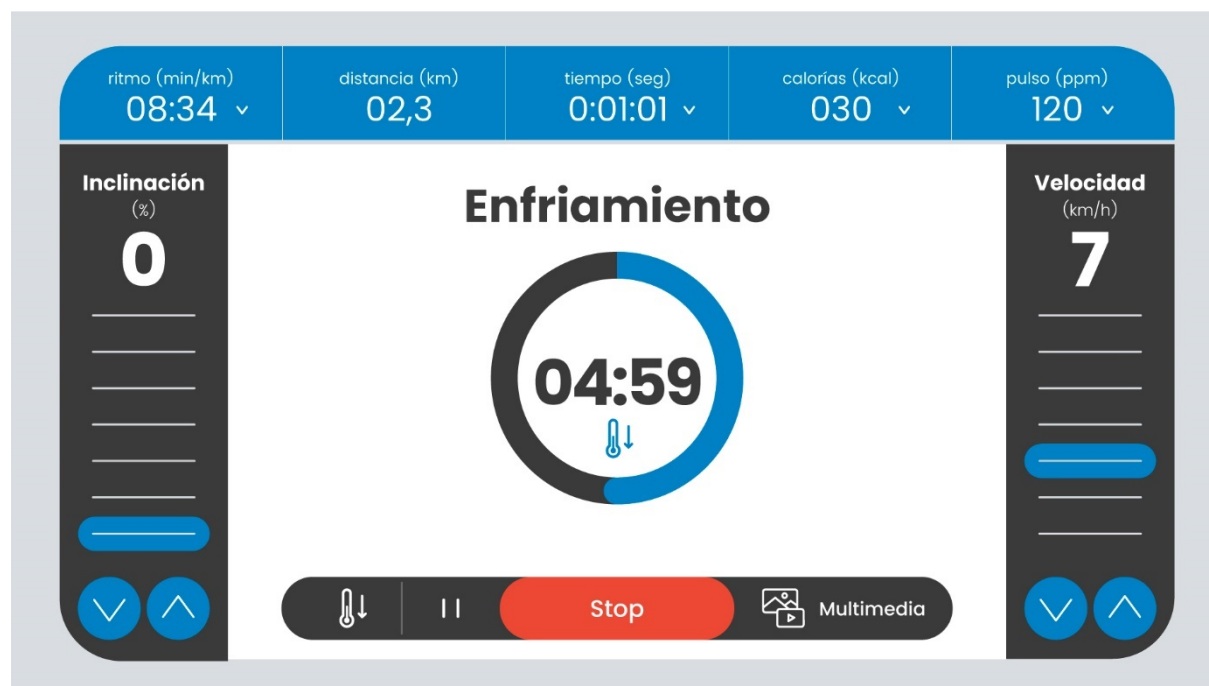 ritmo (min/km)
08:34
distancia (km)
02,3
tiempo (seg)
0:01:01
calorías (kcal)
030
pulso (ppm)
120
Inclinación
(%)
0
Enfriamiento
04:59
Velocidad
(km/h)
7
Stop
Multimedia